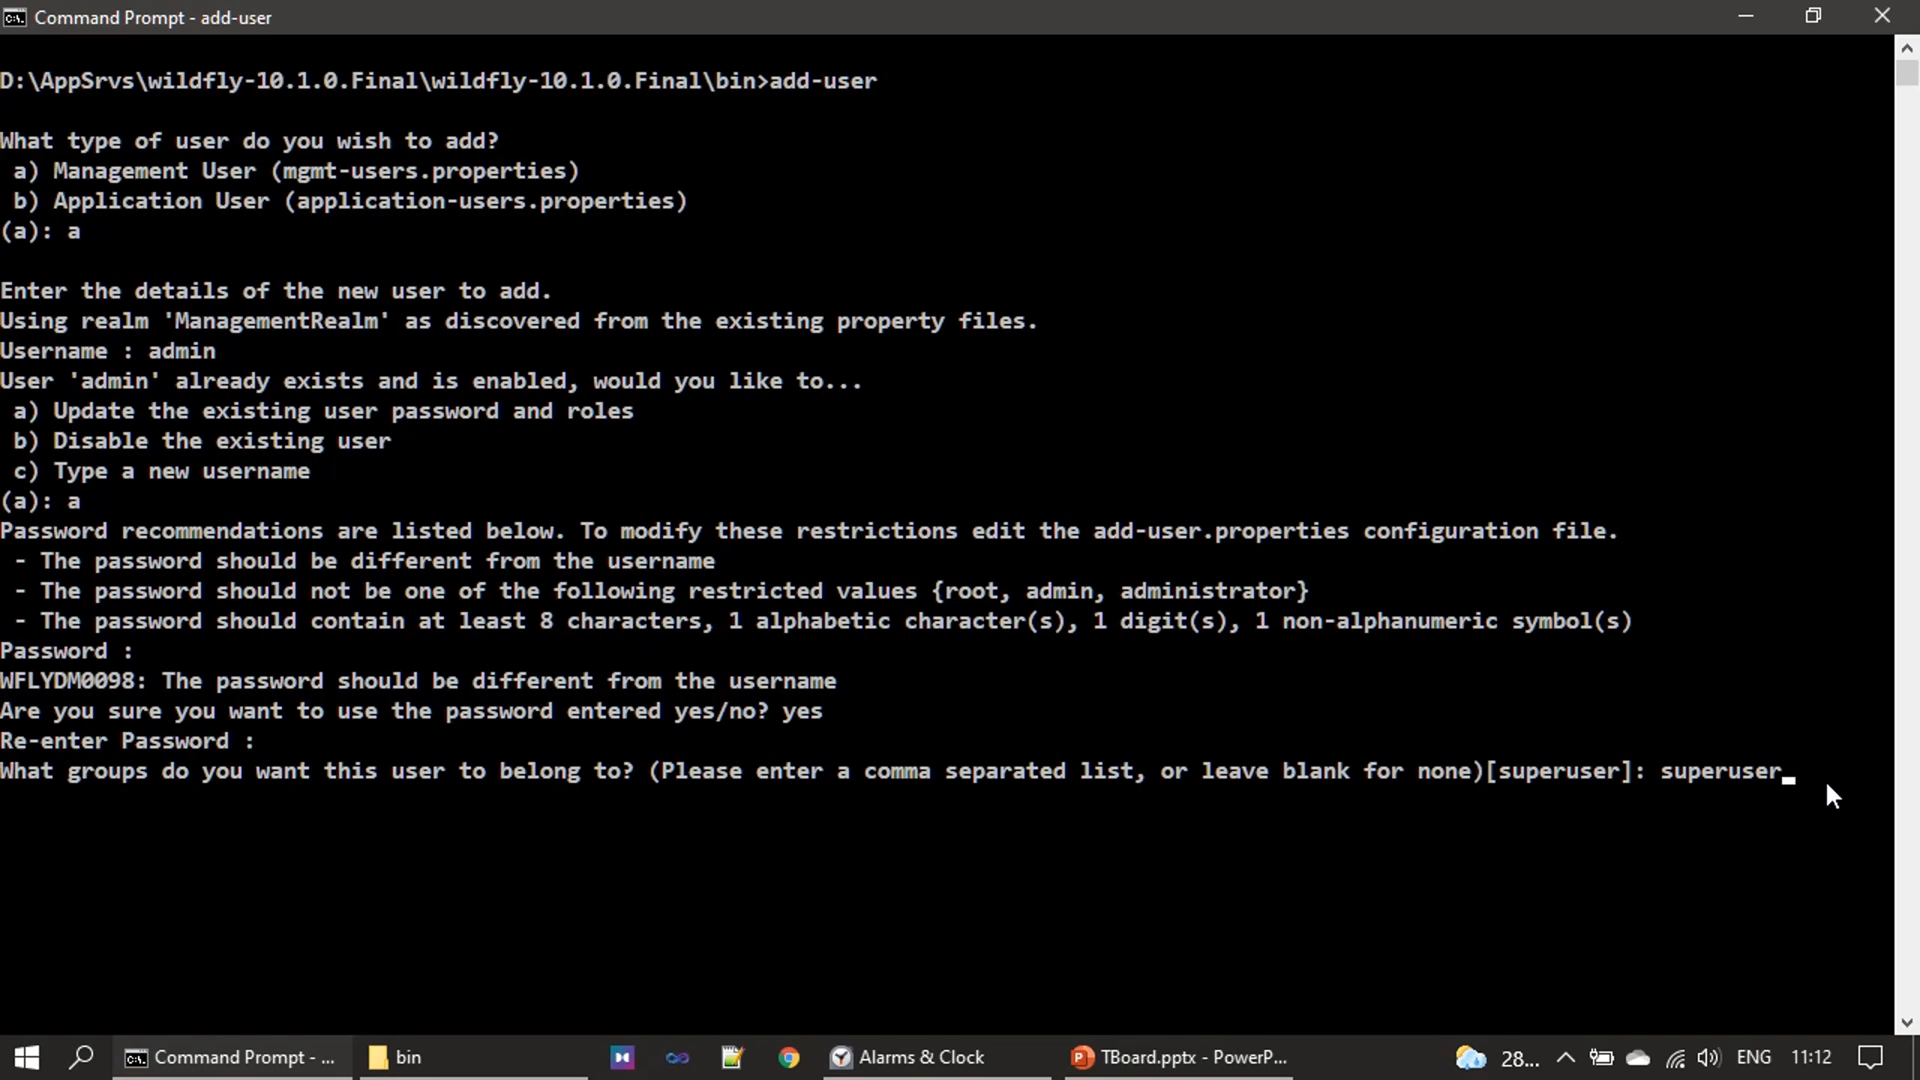 Command Prompt - add-user
D:\AppSrvs\wildfly-10.1.0.Final\wildfly-10.1.0.Final\bin>add-user
What type of user do you wish to add?
 a) Management User (mgmt-users.properties)
 b) Application User (application-users.properties)
(a): a
Enter the details of the new user to add.
Using realm 'ManagementRealm' as discovered from the existing property files.
Username : admin
User 'admin' already exists and is enabled, would you like to...
 a) Update the existing user password and roles
 b) Disable the existing user
 c) Type a new username
(a): a
Password recommendations are listed below. To modify these restrictions edit the add-user.properties configuration file.
 - The password should be different from the username
 - The password should not be one of the following restricted values {root, admin, administrator}
 - The password should contain at least 8 characters, 1 alphabetic character(s), 1 digit(s), 1 non-alphanumeric symbol(s)
Password :
WFLYDM0098: The password should be different from the username
Are you sure you want to use the password entered yes/no? yes
Re-enter Password :
What groups do you want this user to belong to? (Please enter a comma separated list, or leave blank for none)[superuser]: superuser
Command Prompt - ... bin Alarms & Clock TBoard.pptx - PowerP... 28... ENG 11:12